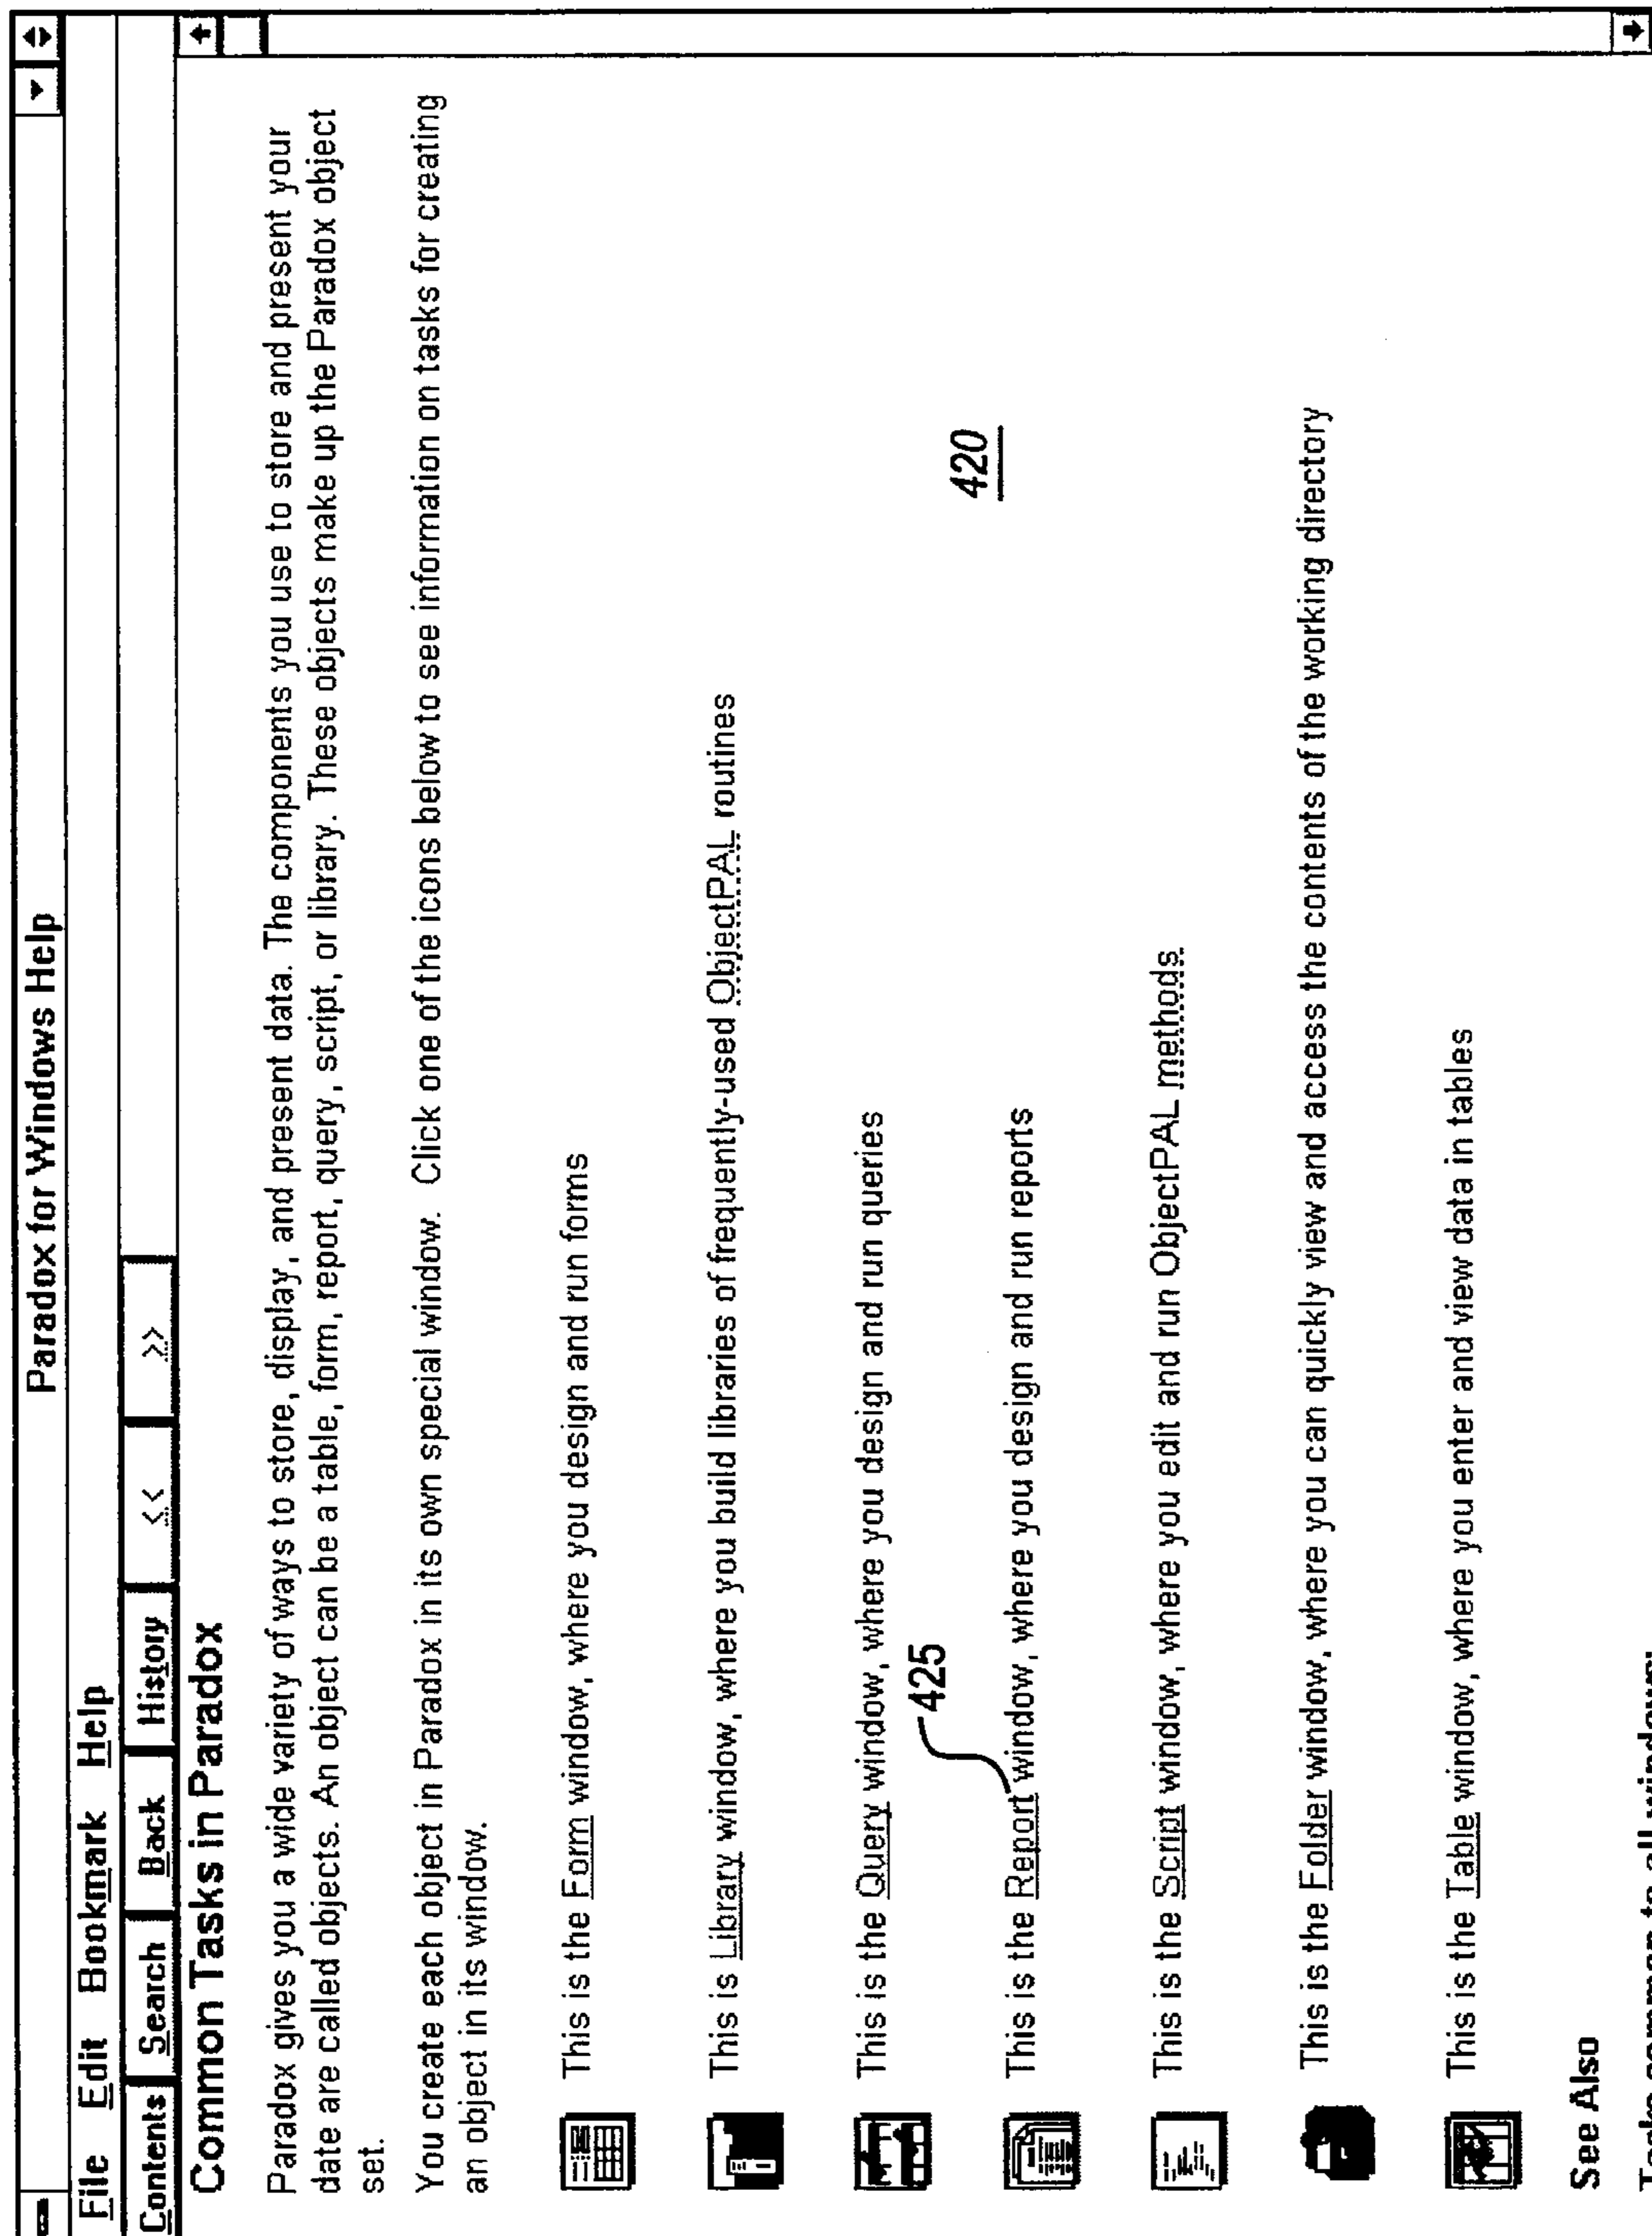 Paradox for Windows Help
File Edit Bookmark Help
Contents Search Back History << >>
Common Tasks in Paradox
Paradox gives you a wide variety of ways to store, display, and present data. The components you use to store and present your
date are called objects. An object can be a table, form, report, query, script, or library. These objects make up the Paradox object
set.
You create each object in Paradox in its own special window. Click one of the icons below to see information on tasks for creating
an object in its window.
This is the Form window, where you design and run forms
This is Library window, where you build libraries of frequently-used ObjectPAL routines
This is the Query window, where you design and run queries
425
This is the Report window, where you design and run reports
420
This is the Script window, where you edit and run ObjectPAL methods.
This is the Folder window, where you can quickly view and access the contents of the working directory
This is the Table window, where you enter and view data in tables
See Also
Tasks common to all windows: